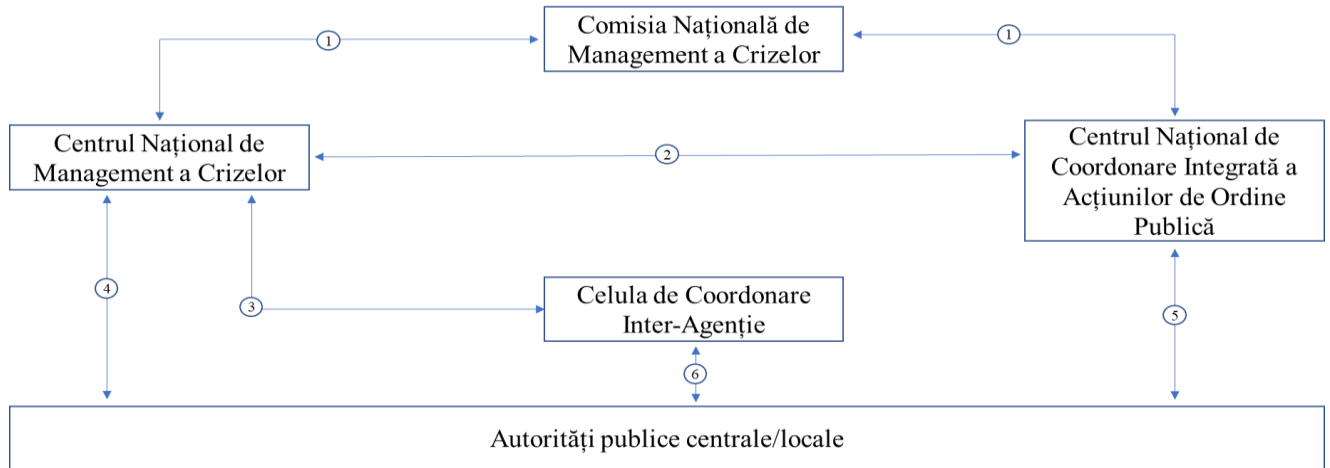 Comisia Națională de
Management a Crizelor
1
1
Centrul Național de
Management a Crizelor
2
Centrul Național de
Coordonare Integrată a
Acțiunilor de Ordine
Publică
4
3
Celula de Coordonare
Inter-Agenție
5
6
Autorități publice centrale/locale